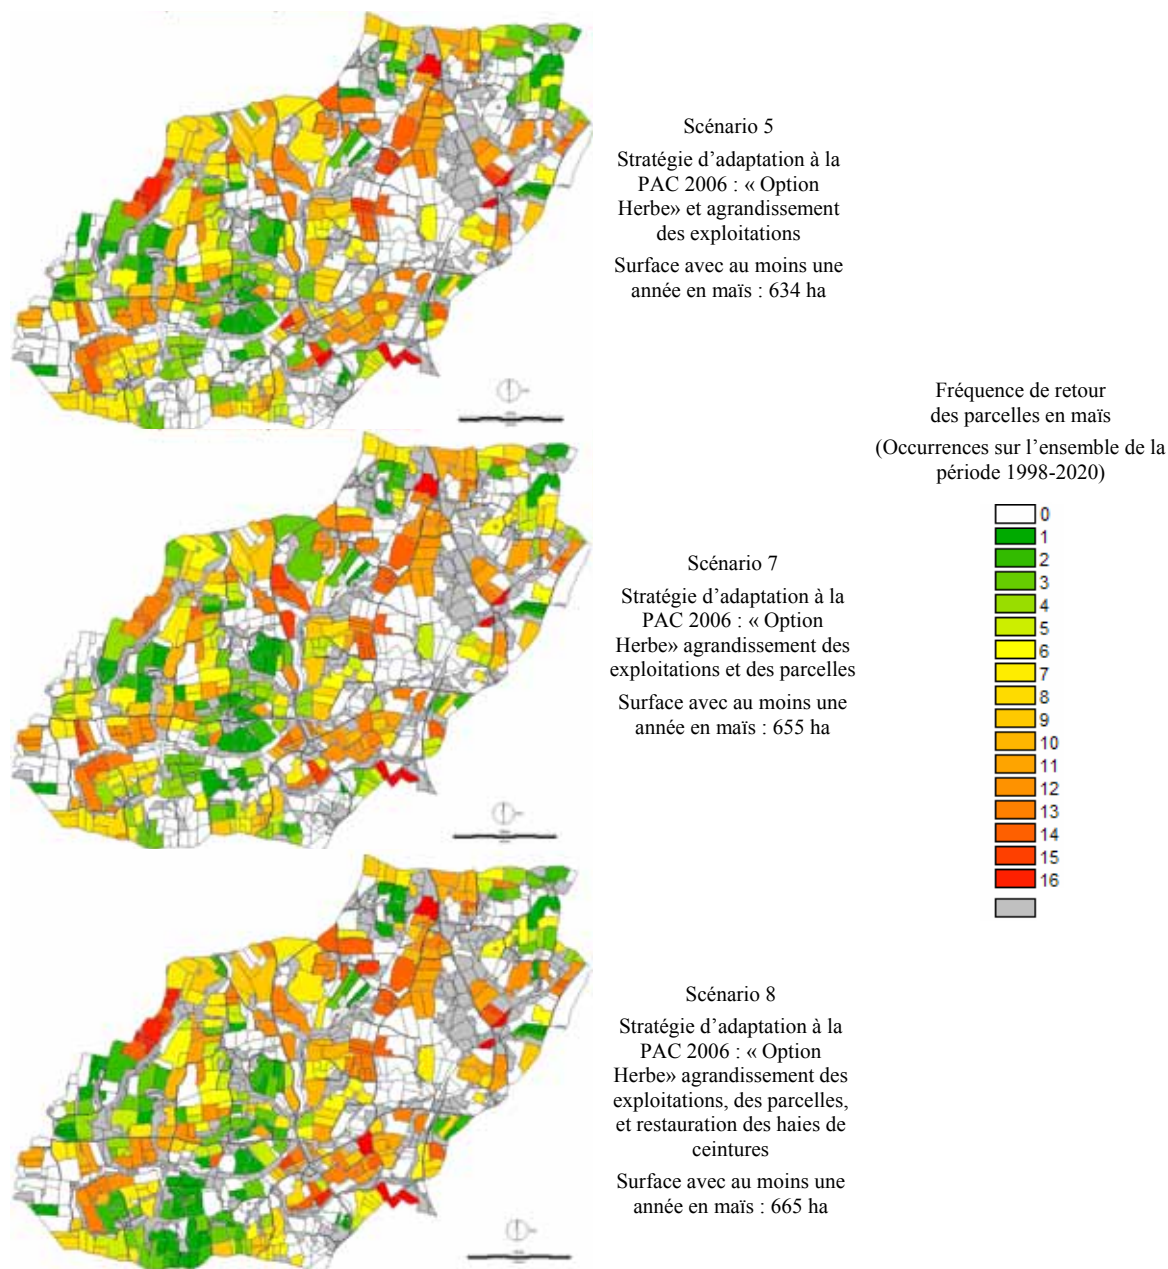 Scénario 5
Stratégie d’adaptation à la
PAC 2006 : « Option
Herbe» et agrandissement
des exploitations
Surface avec au moins une
année en maïs : 634 ha
Fréquence de retour
des parcelles en maïs
(Occurrences sur l’ensemble de la
période 1998-2020)
0
1
2
3
4
5
6
7
8
9
10
11
12
13
14
15
16
Scénario 7
Stratégie d’adaptation à la
PAC 2006 : « Option
Herbe» agrandissement des
exploitations et des parcelles
Surface avec au moins une
année en maïs : 655 ha
Scénario 8
Stratégie d’adaptation à la
PAC 2006 : « Option
Herbe» agrandissement des
exploitations, des parcelles,
et restauration des haies de
ceintures
Surface avec au moins une
année en maïs : 665 ha